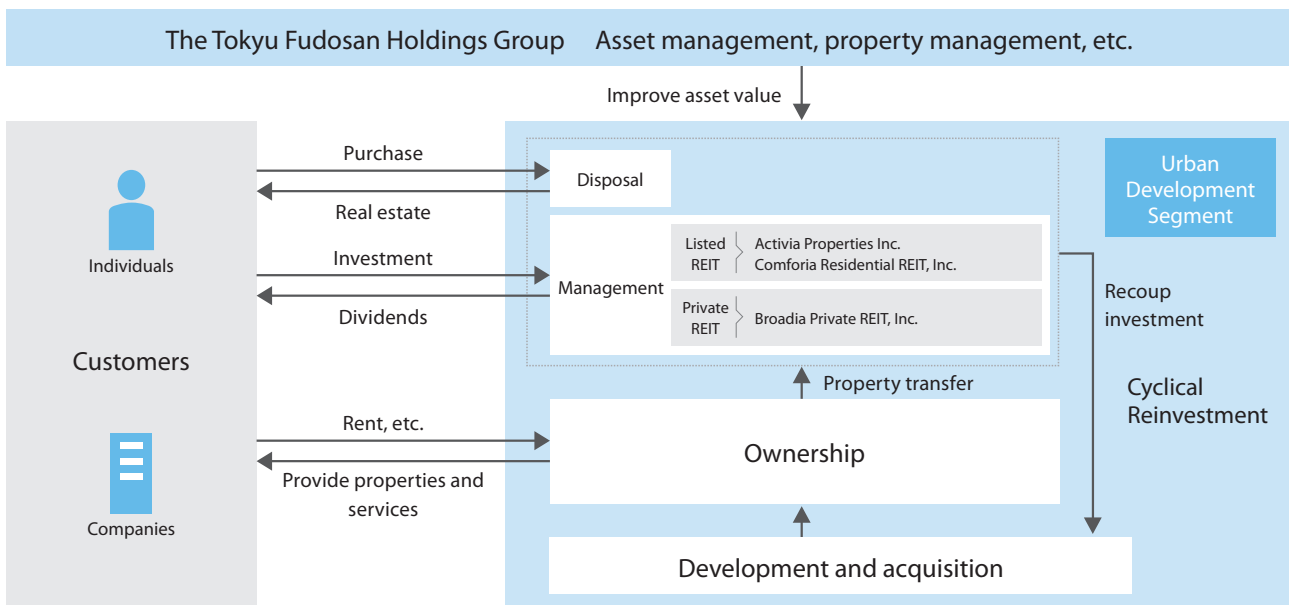 The Tokyu Fudosan Holdings Group Asset management, property management, etc.
Improve asset value
Purchase
Real estate
Investment
Dividends
Rent, etc.
Provide properties and
services
Individuals
Customers
Companies
Disposal
Management
Listed
REIT
Activia Properties Inc.
Comforia Residential REIT, Inc.
Private
REIT
Broadia Private REIT, Inc.
Urban
Development
Segment
Recoup
investment
Property transfer
Cyclical
Reinvestment
Ownership
Development and acquisition